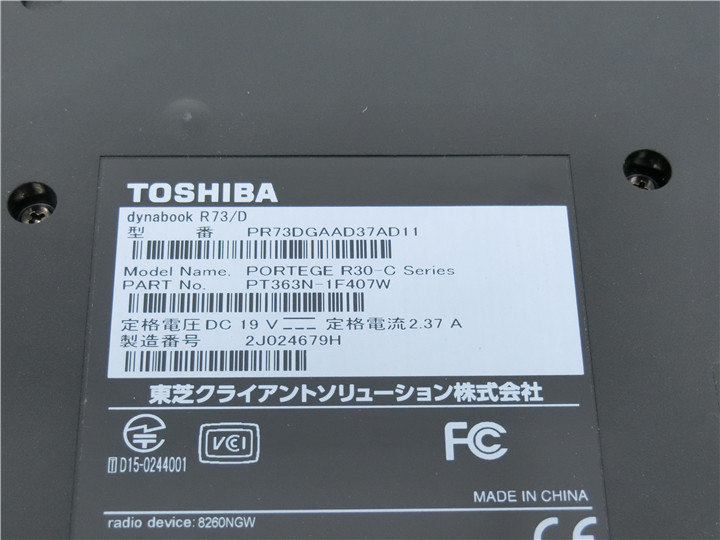 TOSHIBA
dynabook R73/D
型 番 PR73DGAAD37AD11
Model Name. PORTEGE R30-C Series
PART No. PT363N-1F407W
定格電圧DC 19 V 定格電流2.37 A
製造番号 2J024679H
東芝クライアントソリューション株式会社
VCI FC
D15-0244001
MADE IN CHINA
radio device: 8260NGW
CE